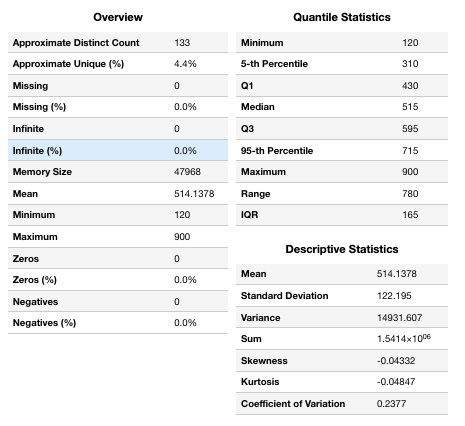 Overview
Approximate Distinct Count 133
Approximate Unique (%) 4.4%
Missing 0
Missing (%) 0.0%
Infinite 0
Infinite (%) 0.0%
Memory Size 47968
Mean 514.1378
Minimum 120
Maximum 900
Zeros 0
Zeros (%) 0.0%
Negatives 0
Negatives (%) 0.0%
Quantile Statistics
Minimum 120
5-th Percentile 310
Q1 430
Median 515
Q3 595
95-th Percentile 715
Maximum 900
Range 780
IQR 165
Descriptive Statistics
Mean 514.1378
Standard Deviation 122.195
Variance 14931.607
Sum 1.5414×10⁰⁶
Skewness -0.04332
Kurtosis -0.04847
Coefficient of Variation 0.2377